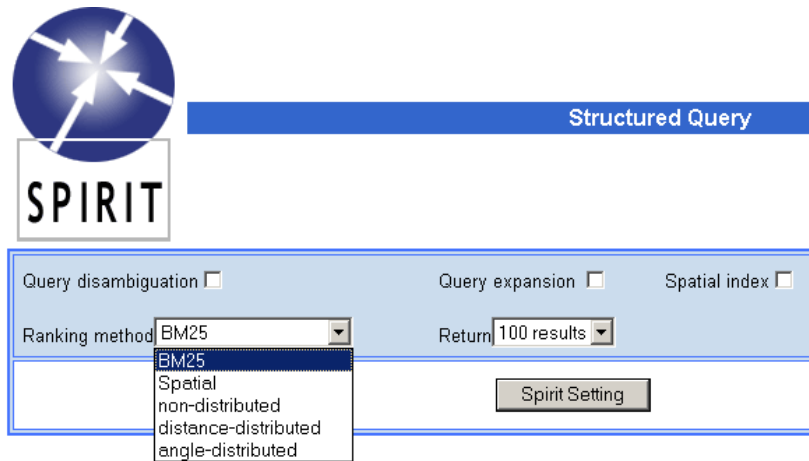 Structured Query
SPIRIT
Query disambiguation Query expansion Spatial index
Ranking method BM25 Return 100 results
BM25
Spatial
non-distributed
distance-distributed
angle-distributed
Spirit Setting